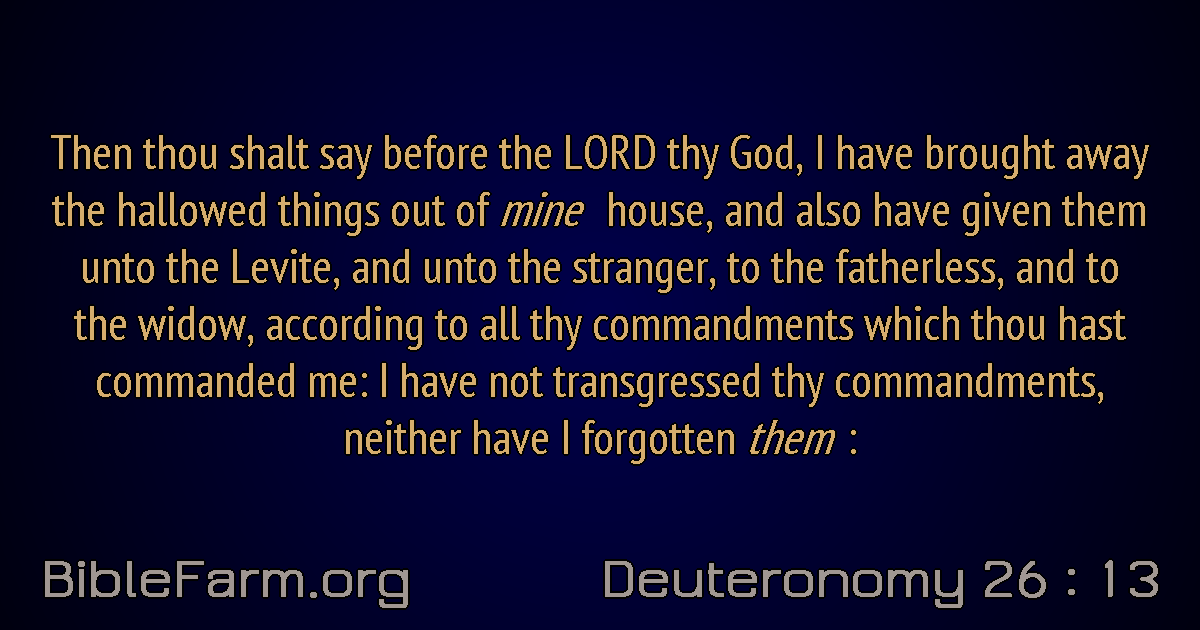 Then thou shalt say before the LORD thy God, I have brought away
the hallowed things out of mine house, and also have given them
unto the Levite, and unto the stranger, to the fatherless, and to
the widow, according to all thy commandments which thou hast
commanded me: I have not transgressed thy commandments,
neither have I forgotten them :
BibleFarm.org
Deuteronomy 26 : 13